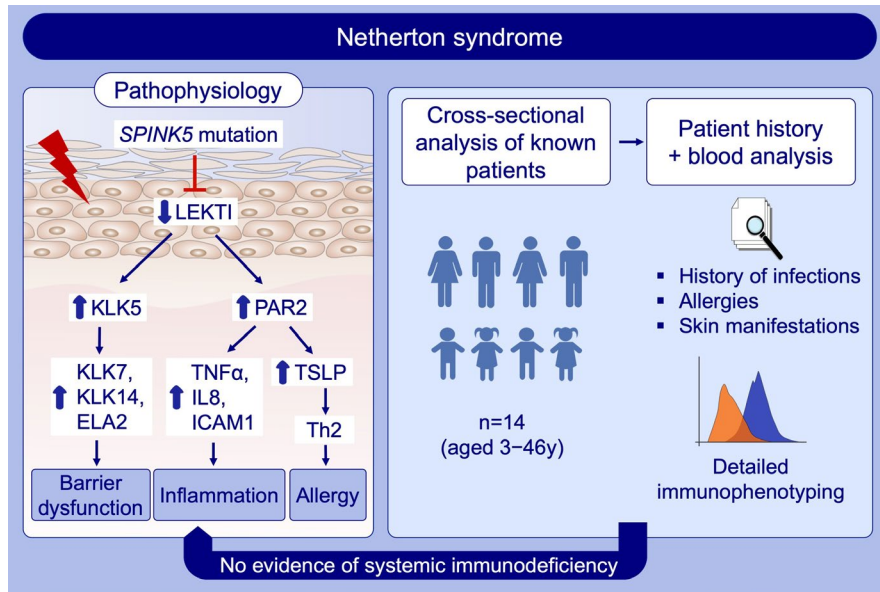 Netherton syndrome
Pathophysiology
SPINK5 mutation
LEKTI
KLK5
PAR2
KLK7,
KLK14,
ELA2
TNFα,
IL8,
ICAM1
TSLP
Th2
Barrier
dysfunction
Inflammation
Allergy
Cross-sectional
analysis of known
patients
n=14
(aged 3–46y)
Patient history
+ blood analysis
▪ History of infections
▪ Allergies
▪ Skin manifestations
Detailed
immunophenotyping
No evidence of systemic immunodeficiency